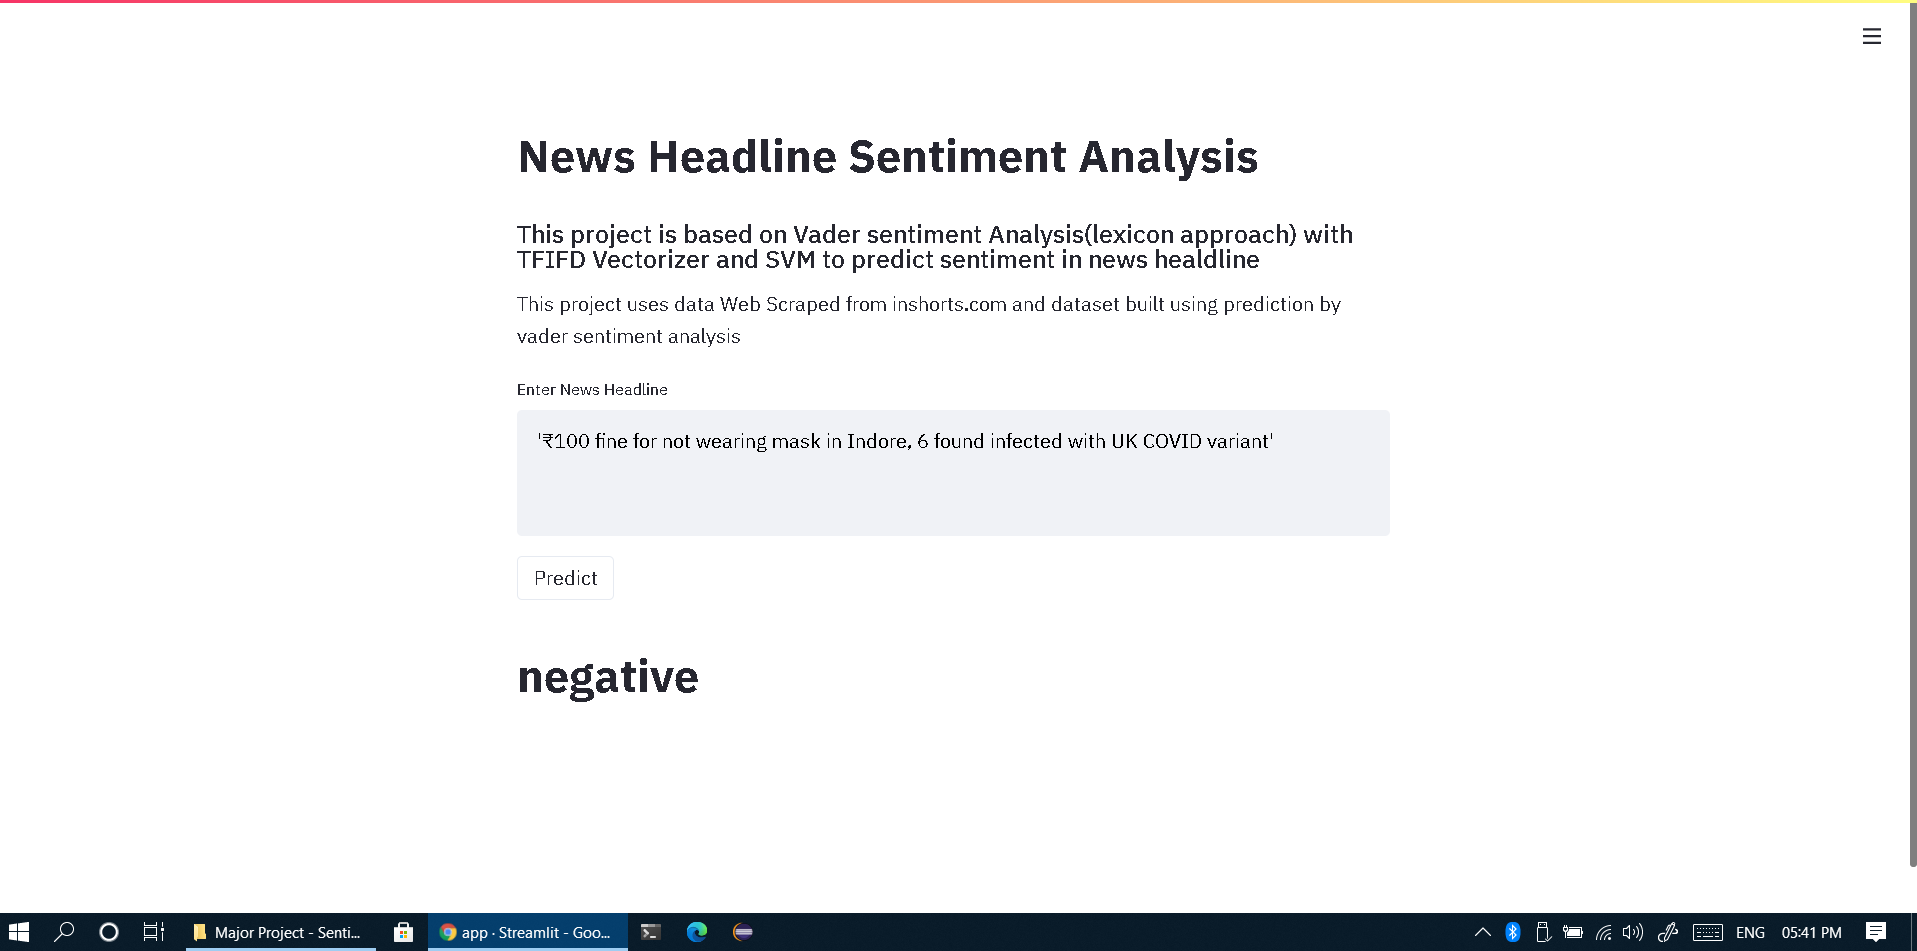 News Headline Sentiment Analysis
This project is based on Vader sentiment Analysis(lexicon approach) with
TFIFD Vectorizer and SVM to predict sentiment in news healdline
This project uses data Web Scraped from inshorts.com and dataset built using prediction by
vader sentiment analysis
Enter News Headline
'₹100 fine for not wearing mask in Indore, 6 found infected with UK COVID variant'
Predict
negative
Major Project - Senti...
app · Streamlit - Goo...
ENG
05:41 PM